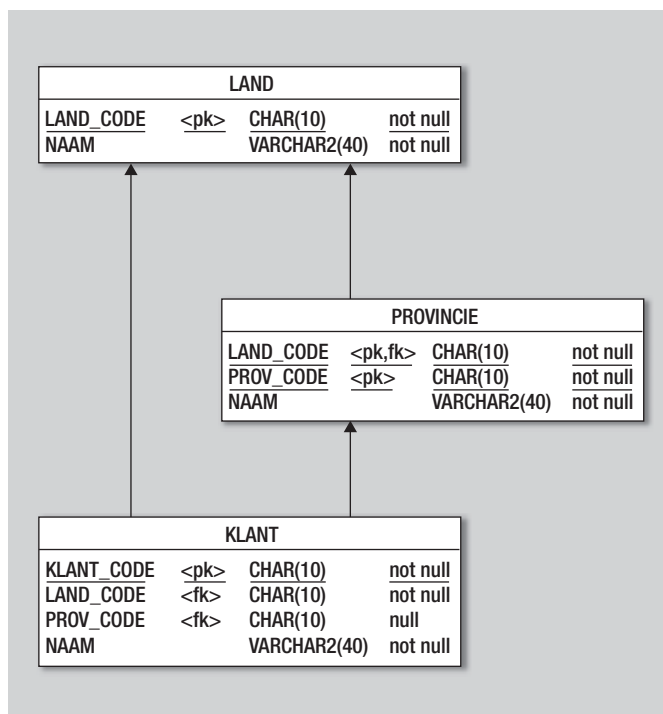 LAND
LAND_CODE <pk> CHAR(10) not null
NAAM VARCHAR2(40) not null
PROVINCIE
LAND_CODE <pk,fk> CHAR(10) not null
PROV_CODE <pk> CHAR(10) not null
NAAM VARCHAR2(40) not null
KLANT
KLANT_CODE <pk> CHAR(10) not null
LAND_CODE <fk> CHAR(10) not null
PROV_CODE <fk> CHAR(10) null
NAAM VARCHAR2(40) not null